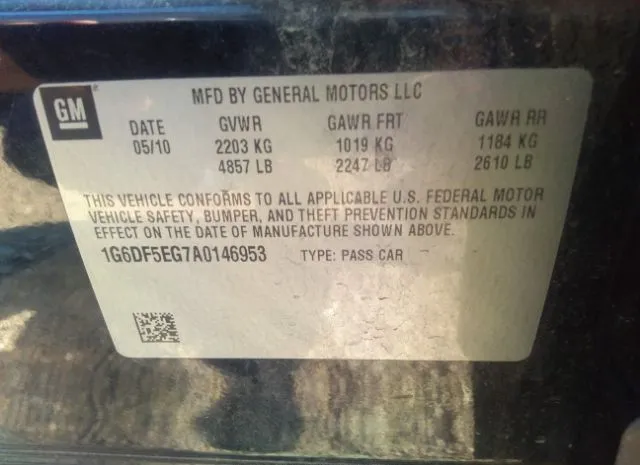 GM
MFD BY GENERAL MOTORS LLC
DATE GVWR GAWR FRT GAWR RR
05/10 2203 KG 1019 KG 1184 KG
4857 LB 2247 LB 2610 LB
THIS VEHICLE CONFORMS TO ALL APPLICABLE U.S. FEDERAL MOTOR
VEHICLE SAFETY, BUMPER, AND THEFT PREVENTION STANDARDS IN
EFFECT ON THE DATE OF MANUFACTURE SHOWN ABOVE.
1G6DF5EG7A0146953 TYPE: PASS CAR